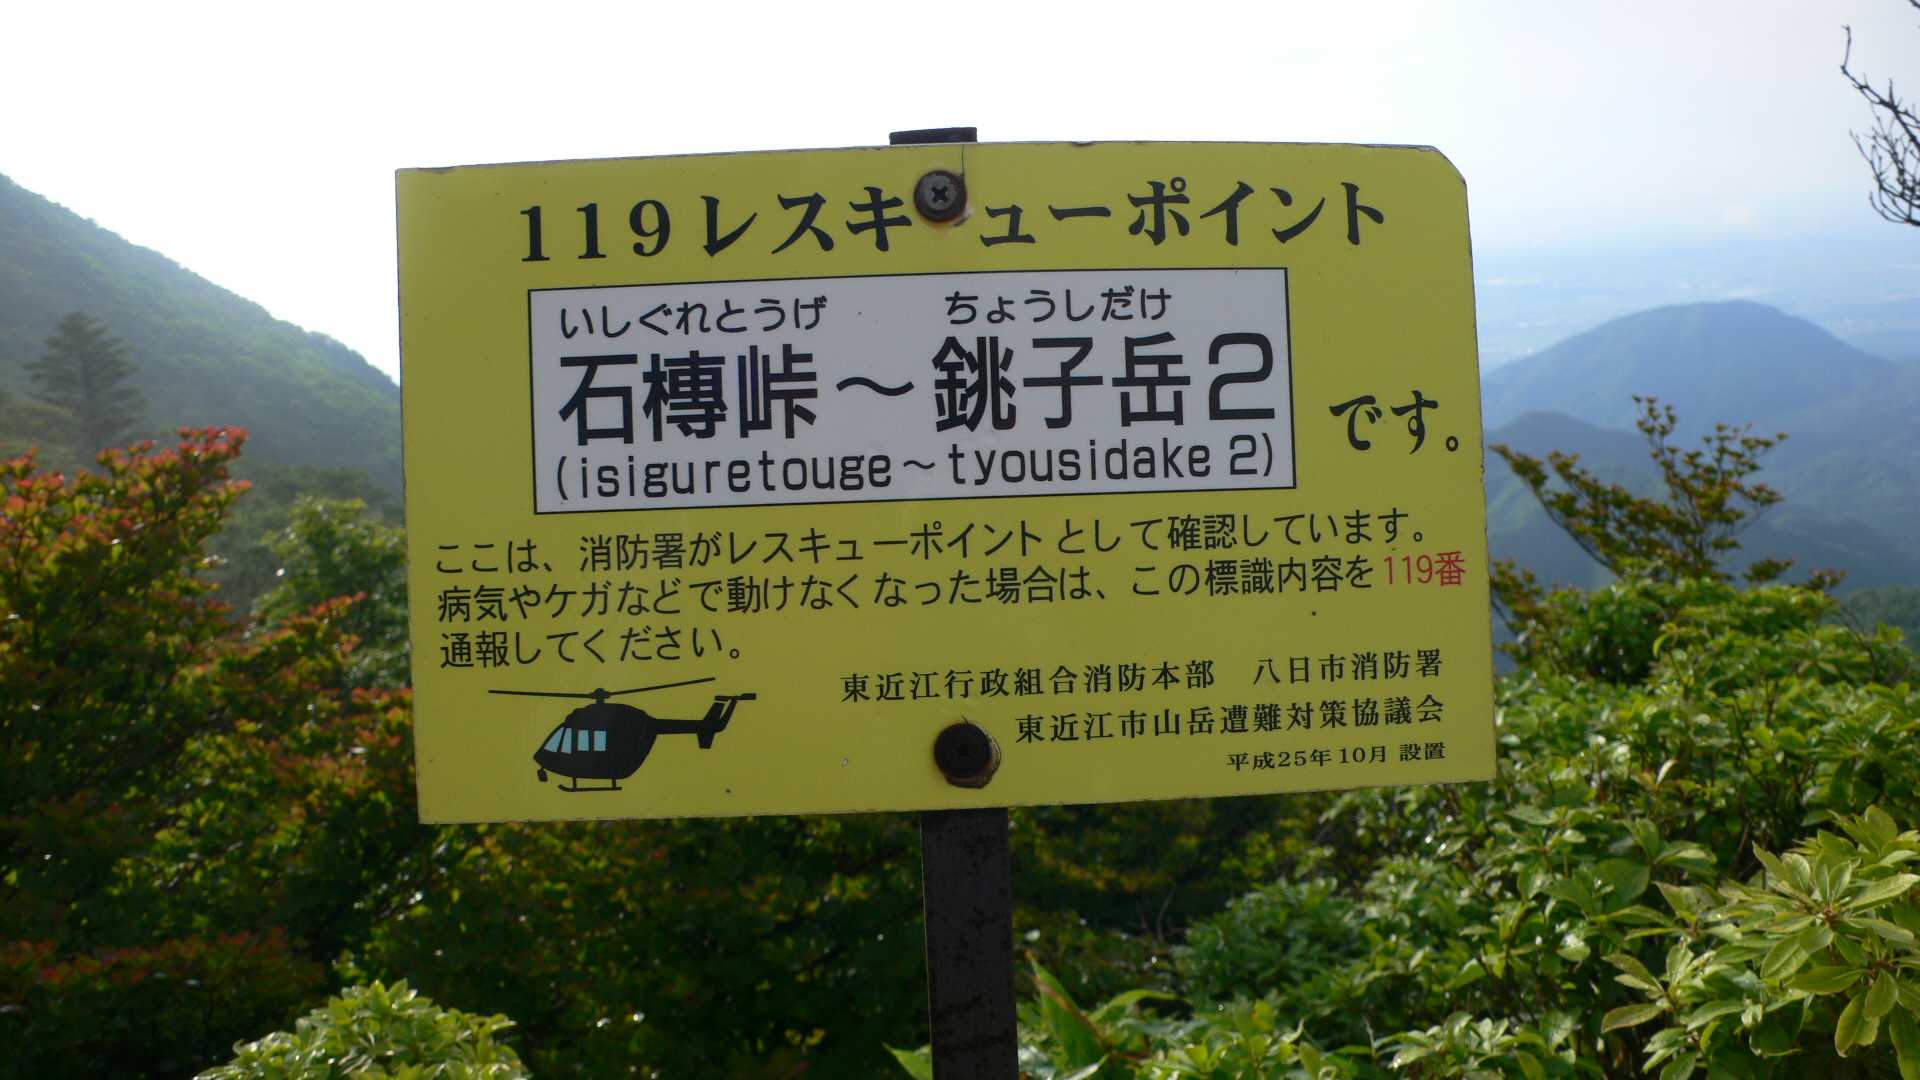 119レスキューポイント
いしぐれとうげ ちょうしだけ
石榑峠～銚子岳2
(isiguretouge～tyousidake 2)
です。
ここは、消防署がレスキューポイントとして確認しています。
病気やケガなどで動けなくなった場合は、この標識内容を119番
通報してください。
東近江行政組合消防本部 八日市消防署
東近江市山岳遭難対策協議会
平成25年10月 設置